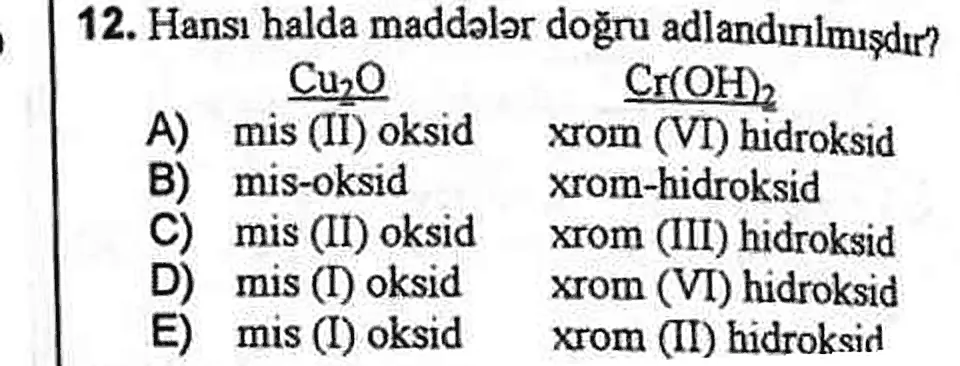 12. Hansı halda maddələr doğru adlandırılmışdır?
Cu₂O Cr(OH)₂
A) mis (II) oksid xrom (VI) hidroksid
B) mis-oksid xrom-hidroksid
C) mis (II) oksid xrom (III) hidroksid
D) mis (I) oksid xrom (VI) hidroksid
E) mis (I) oksid xrom (II) hidroksid